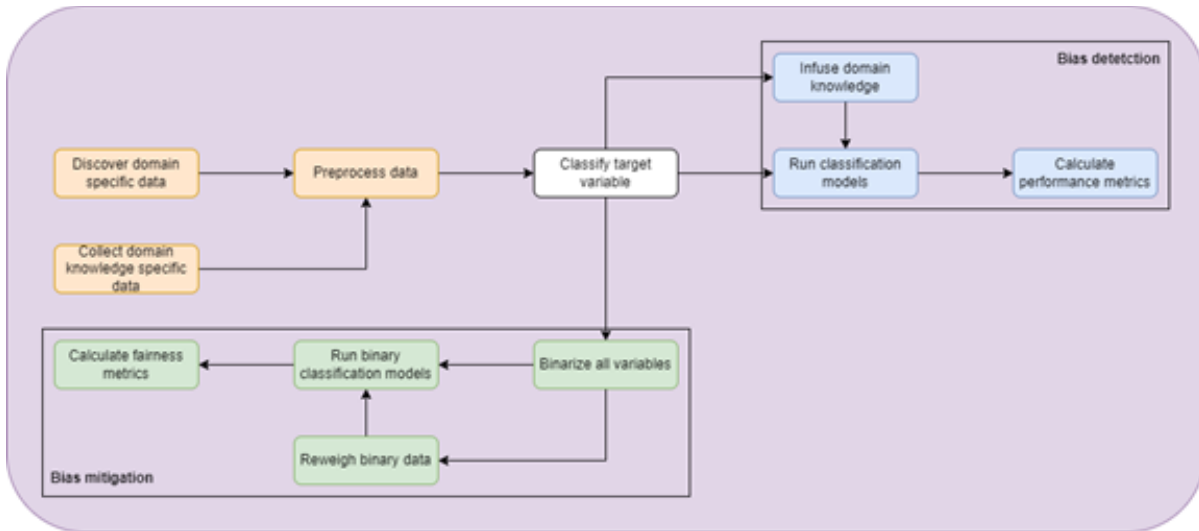 Bias detetction
Infuse domain
knowledge
Discover domain
specific data
Preprocess data
Classify target
variable
Run classification
models
Calculate
performance metrics
Collect domain
knowledge specific
data
Calculate fairness
metrics
Run binary
classification models
Binarize all variables
Reweigh binary data
Bias mitigation